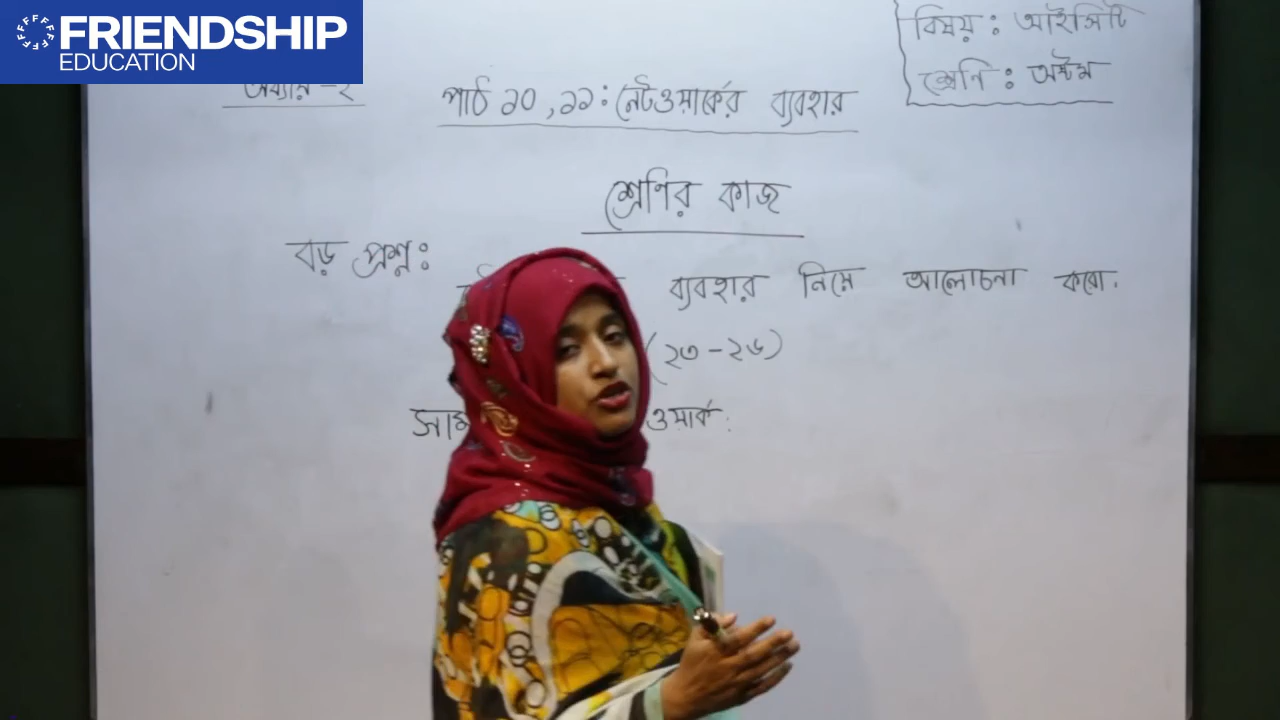 FRIENDSHIP
EDUCATION
বিষয় : আইসিটি
শ্রেণি : অষ্টম
অধ্যায় -২
পাঠ ১০,১১: নেটওয়ার্কের ব্যবহার
শ্রেণির কাজ
বড় প্রশ্ন:
ব্যবহার নিয়ে আলোচনা করো.
(২৩-২৬)